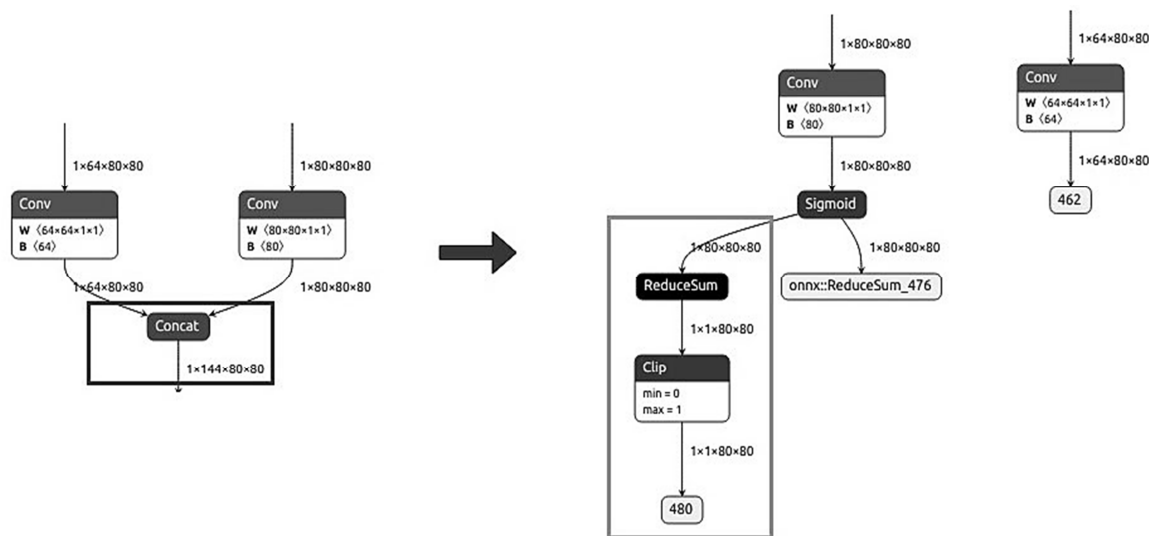 1×64×80×80
1×80×80×80
Conv
W ⟨64×64×1×1⟩
B ⟨64⟩
Conv
W ⟨80×80×1×1⟩
B ⟨80⟩
1×64×80×80
1×80×80×80
Concat
1×144×80×80
1×80×80×80
1×64×80×80
Conv
W ⟨80×80×1×1⟩
B ⟨80⟩
Conv
W ⟨64×64×1×1⟩
B ⟨64⟩
1×80×80×80
1×64×80×80
Sigmoid
462
1×80×80×80
1×80×80×80
ReduceSum
onnx::ReduceSum_476
1×1×80×80
Clip
min = 0
max = 1
1×1×80×80
480